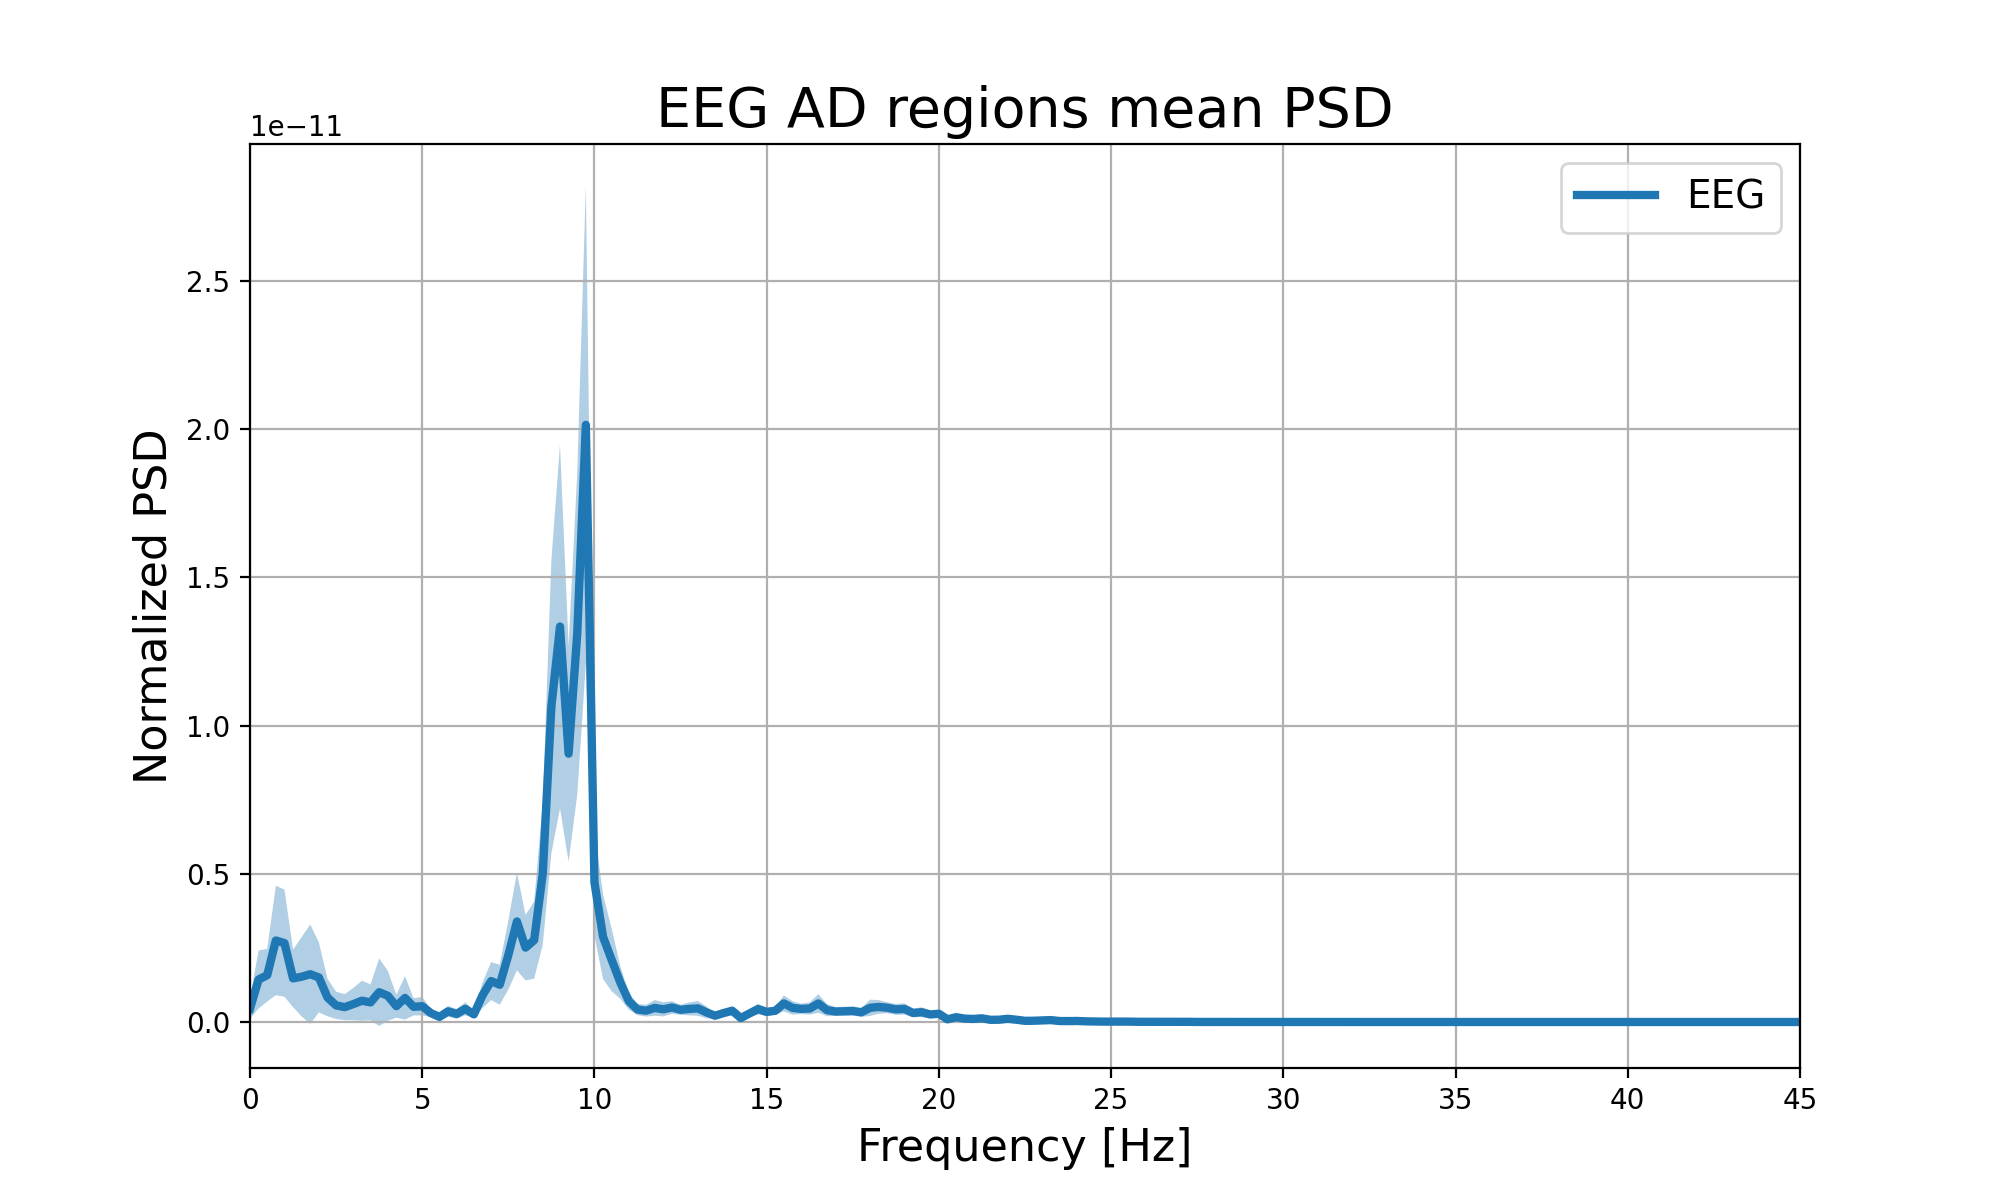 EEG AD regions mean PSD
1e−11
EEG
2.5
2.0
1.5
1.0
0.5
0.0
Normalized PSD
0 5 10 15 20 25 30 35 40 45
Frequency [Hz]